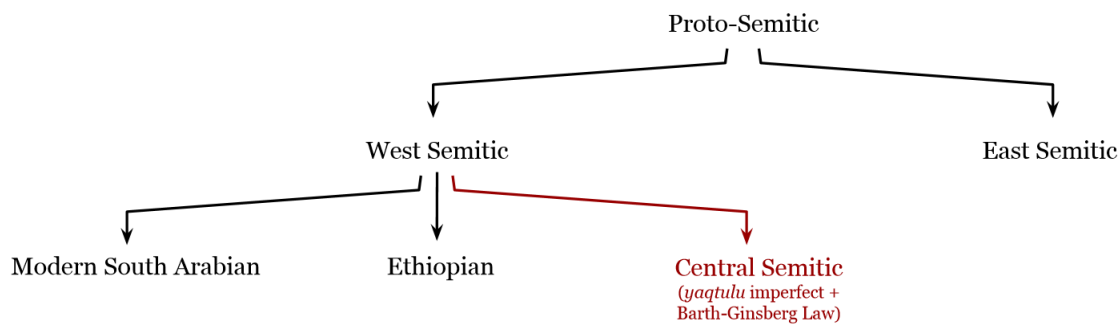 Proto-Semitic
West Semitic
East Semitic
Modern South Arabian
Ethiopian
Central Semitic
(yaqtulu imperfect +
Barth-Ginsberg Law)